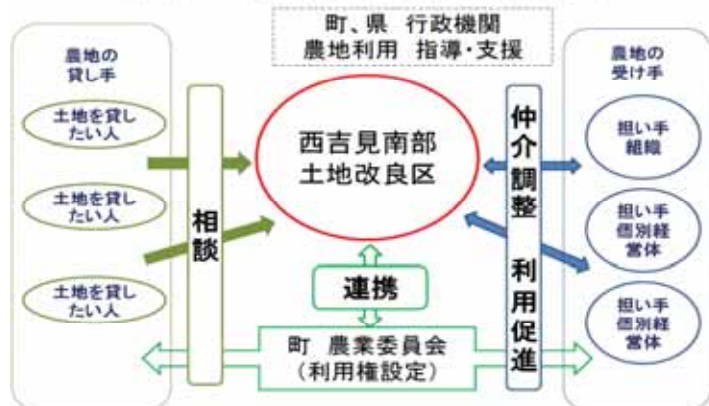 町、県 行政機関
農地利用 指導・支援
農地の
貸し手
土地を貸し
たい人
土地を貸し
たい人
土地を貸し
たい人
相談
西吉見南部
土地改良区
連携
町 農業委員会
(利用権設定)
仲介調整 利用促進
農地の
受け手
担い手
組織
担い手
個別経
営体
担い手
個別経
営体